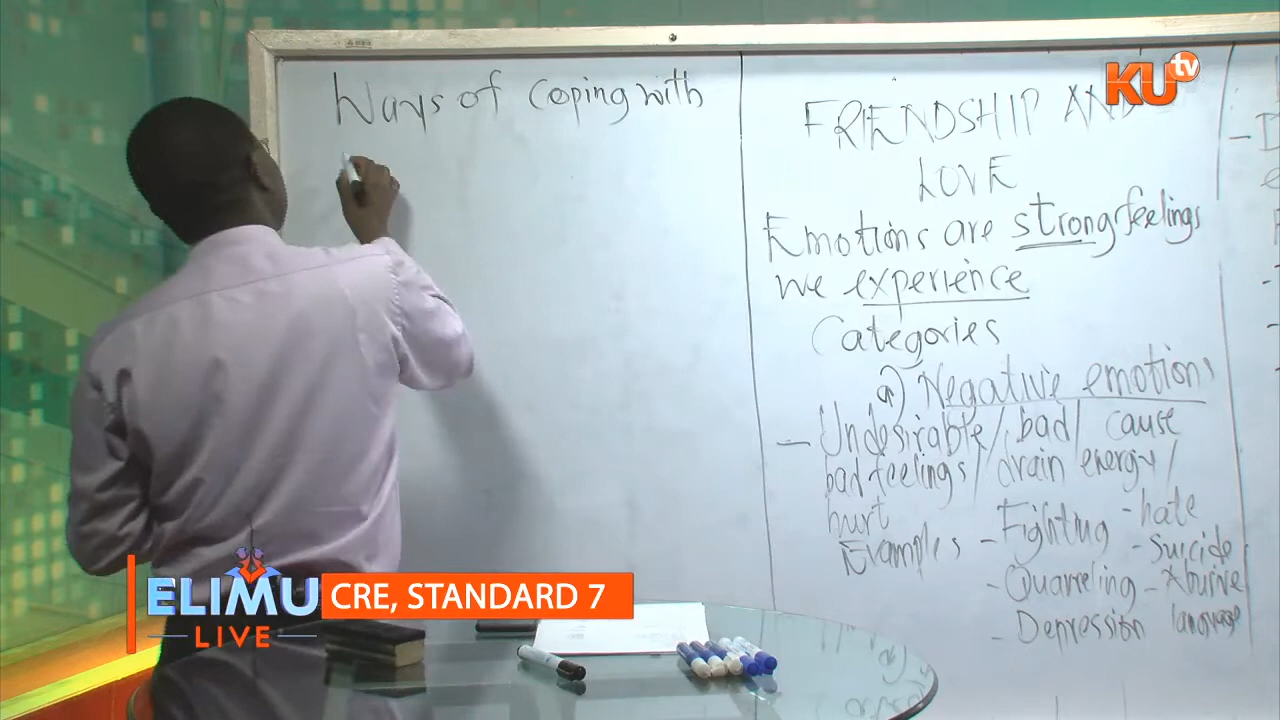 Ways of Coping with
FRIENDSHIP AND
LOVE
Emotions are strong feelings
we experience
Categories
a) Negative emotions
- Undesirable/ bad/ cause
bad feelings/ drain energy/
hurt
Examples - Fighting - hate
- Suicide
- Quarreling - Abusive
- Depression language
KU tv
ELIMU
LIVE
CRE, STANDARD 7